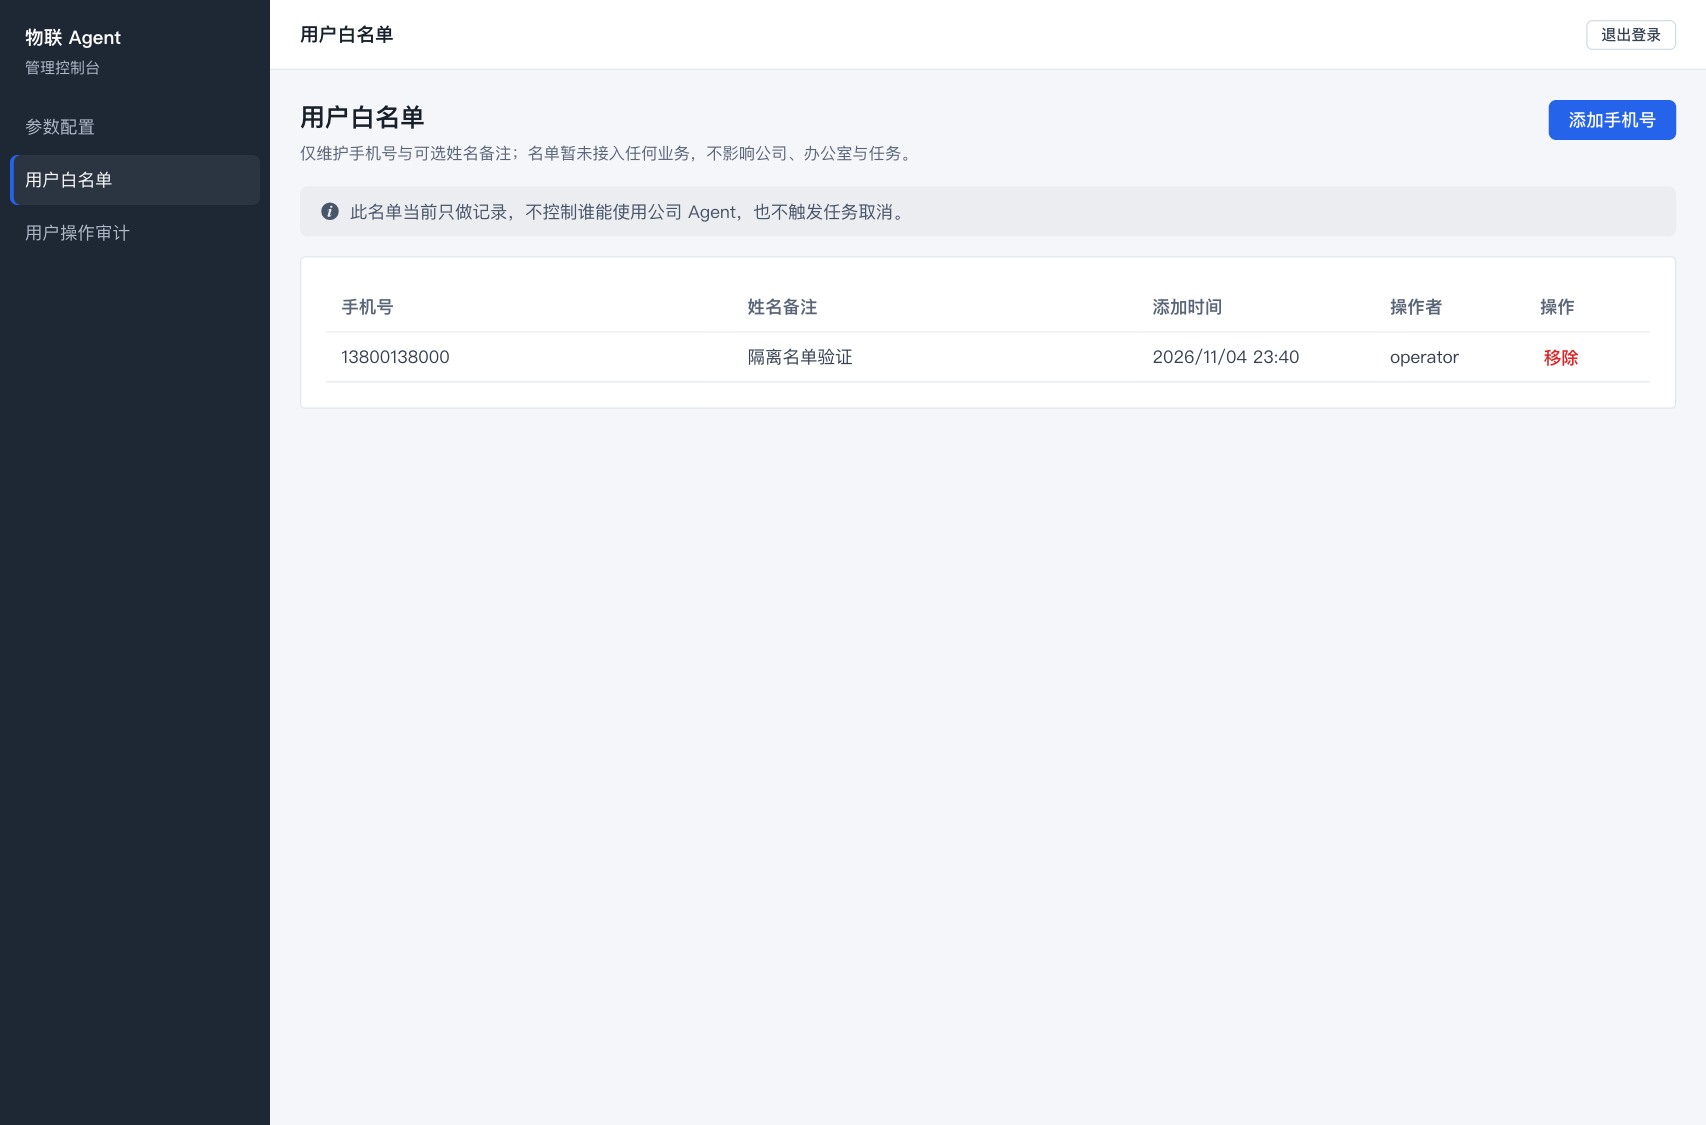 物联 Agent
管理控制台
参数配置
用户白名单
用户操作审计
用户白名单
退出登录
用户白名单
添加手机号
仅维护手机号与可选姓名备注；名单暂未接入任何业务，不影响公司、办公室与任务。
此名单当前只做记录，不控制谁能使用公司 Agent，也不触发任务取消。
手机号 姓名备注 添加时间 操作者 操作
13800138000 隔离名单验证 2026/11/04 23:40 operator 移除